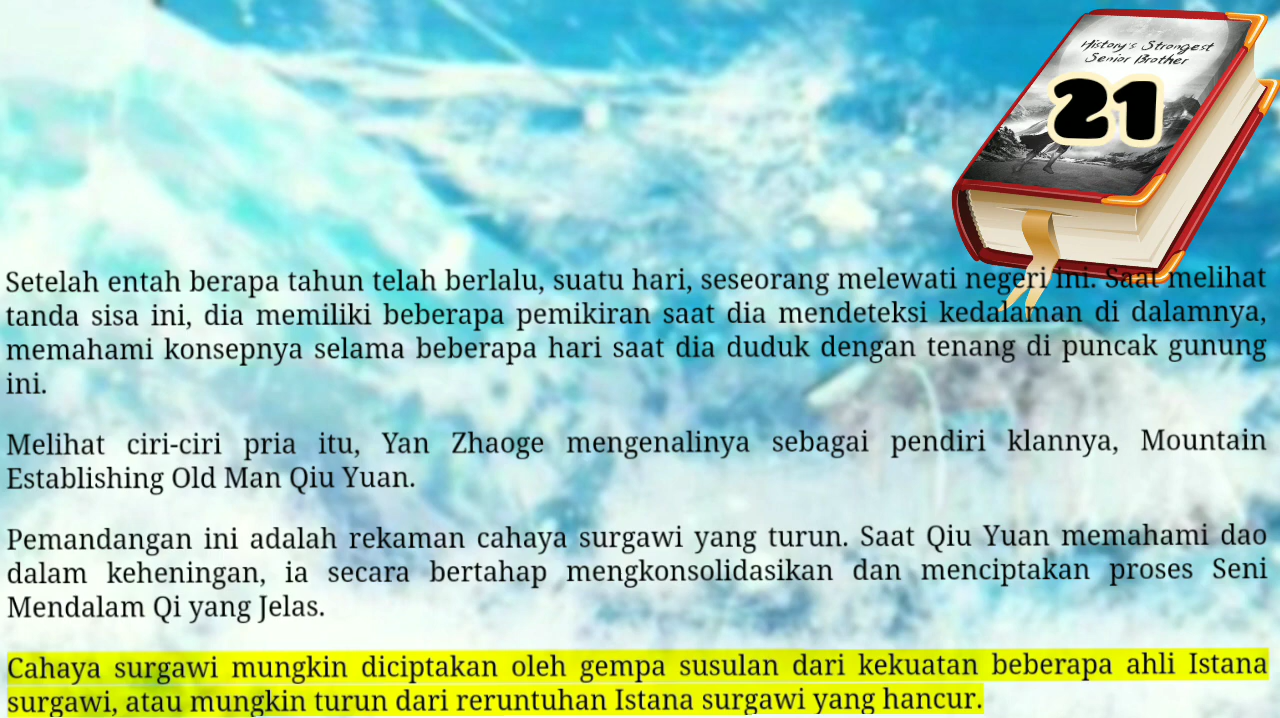 History's Strongest
Senior Brother
21
Setelah entah berapa tahun telah berlalu, suatu hari, seseorang melewati negeri ini. Saat melihat
tanda sisa ini, dia memiliki beberapa pemikiran saat dia mendeteksi kedalaman di dalamnya,
memahami konsepnya selama beberapa hari saat dia duduk dengan tenang di puncak gunung
ini.
Melihat ciri-ciri pria itu, Yan Zhaoge mengenalinya sebagai pendiri klannya, Mountain
Establishing Old Man Qiu Yuan.
Pemandangan ini adalah rekaman cahaya surgawi yang turun. Saat Qiu Yuan memahami dao
dalam keheningan, ia secara bertahap mengkonsolidasikan dan menciptakan proses Seni
Mendalam Qi yang Jelas.
Cahaya surgawi mungkin diciptakan oleh gempa susulan dari kekuatan beberapa ahli Istana
surgawi, atau mungkin turun dari reruntuhan Istana surgawi yang hancur.